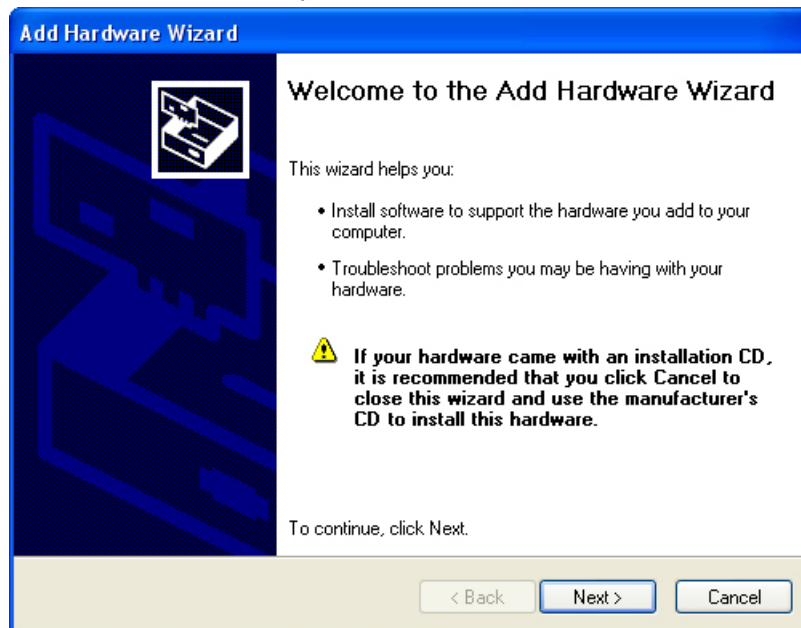 Add Hardware Wizard
Welcome to the Add Hardware Wizard
This wizard helps you:
• Install software to support the hardware you add to your
computer.
• Troubleshoot problems you may be having with your
hardware.
If your hardware came with an installation CD,
it is recommended that you click Cancel to
close this wizard and use the manufacturer's
CD to install this hardware.
To continue, click Next.
< Back Next > Cancel